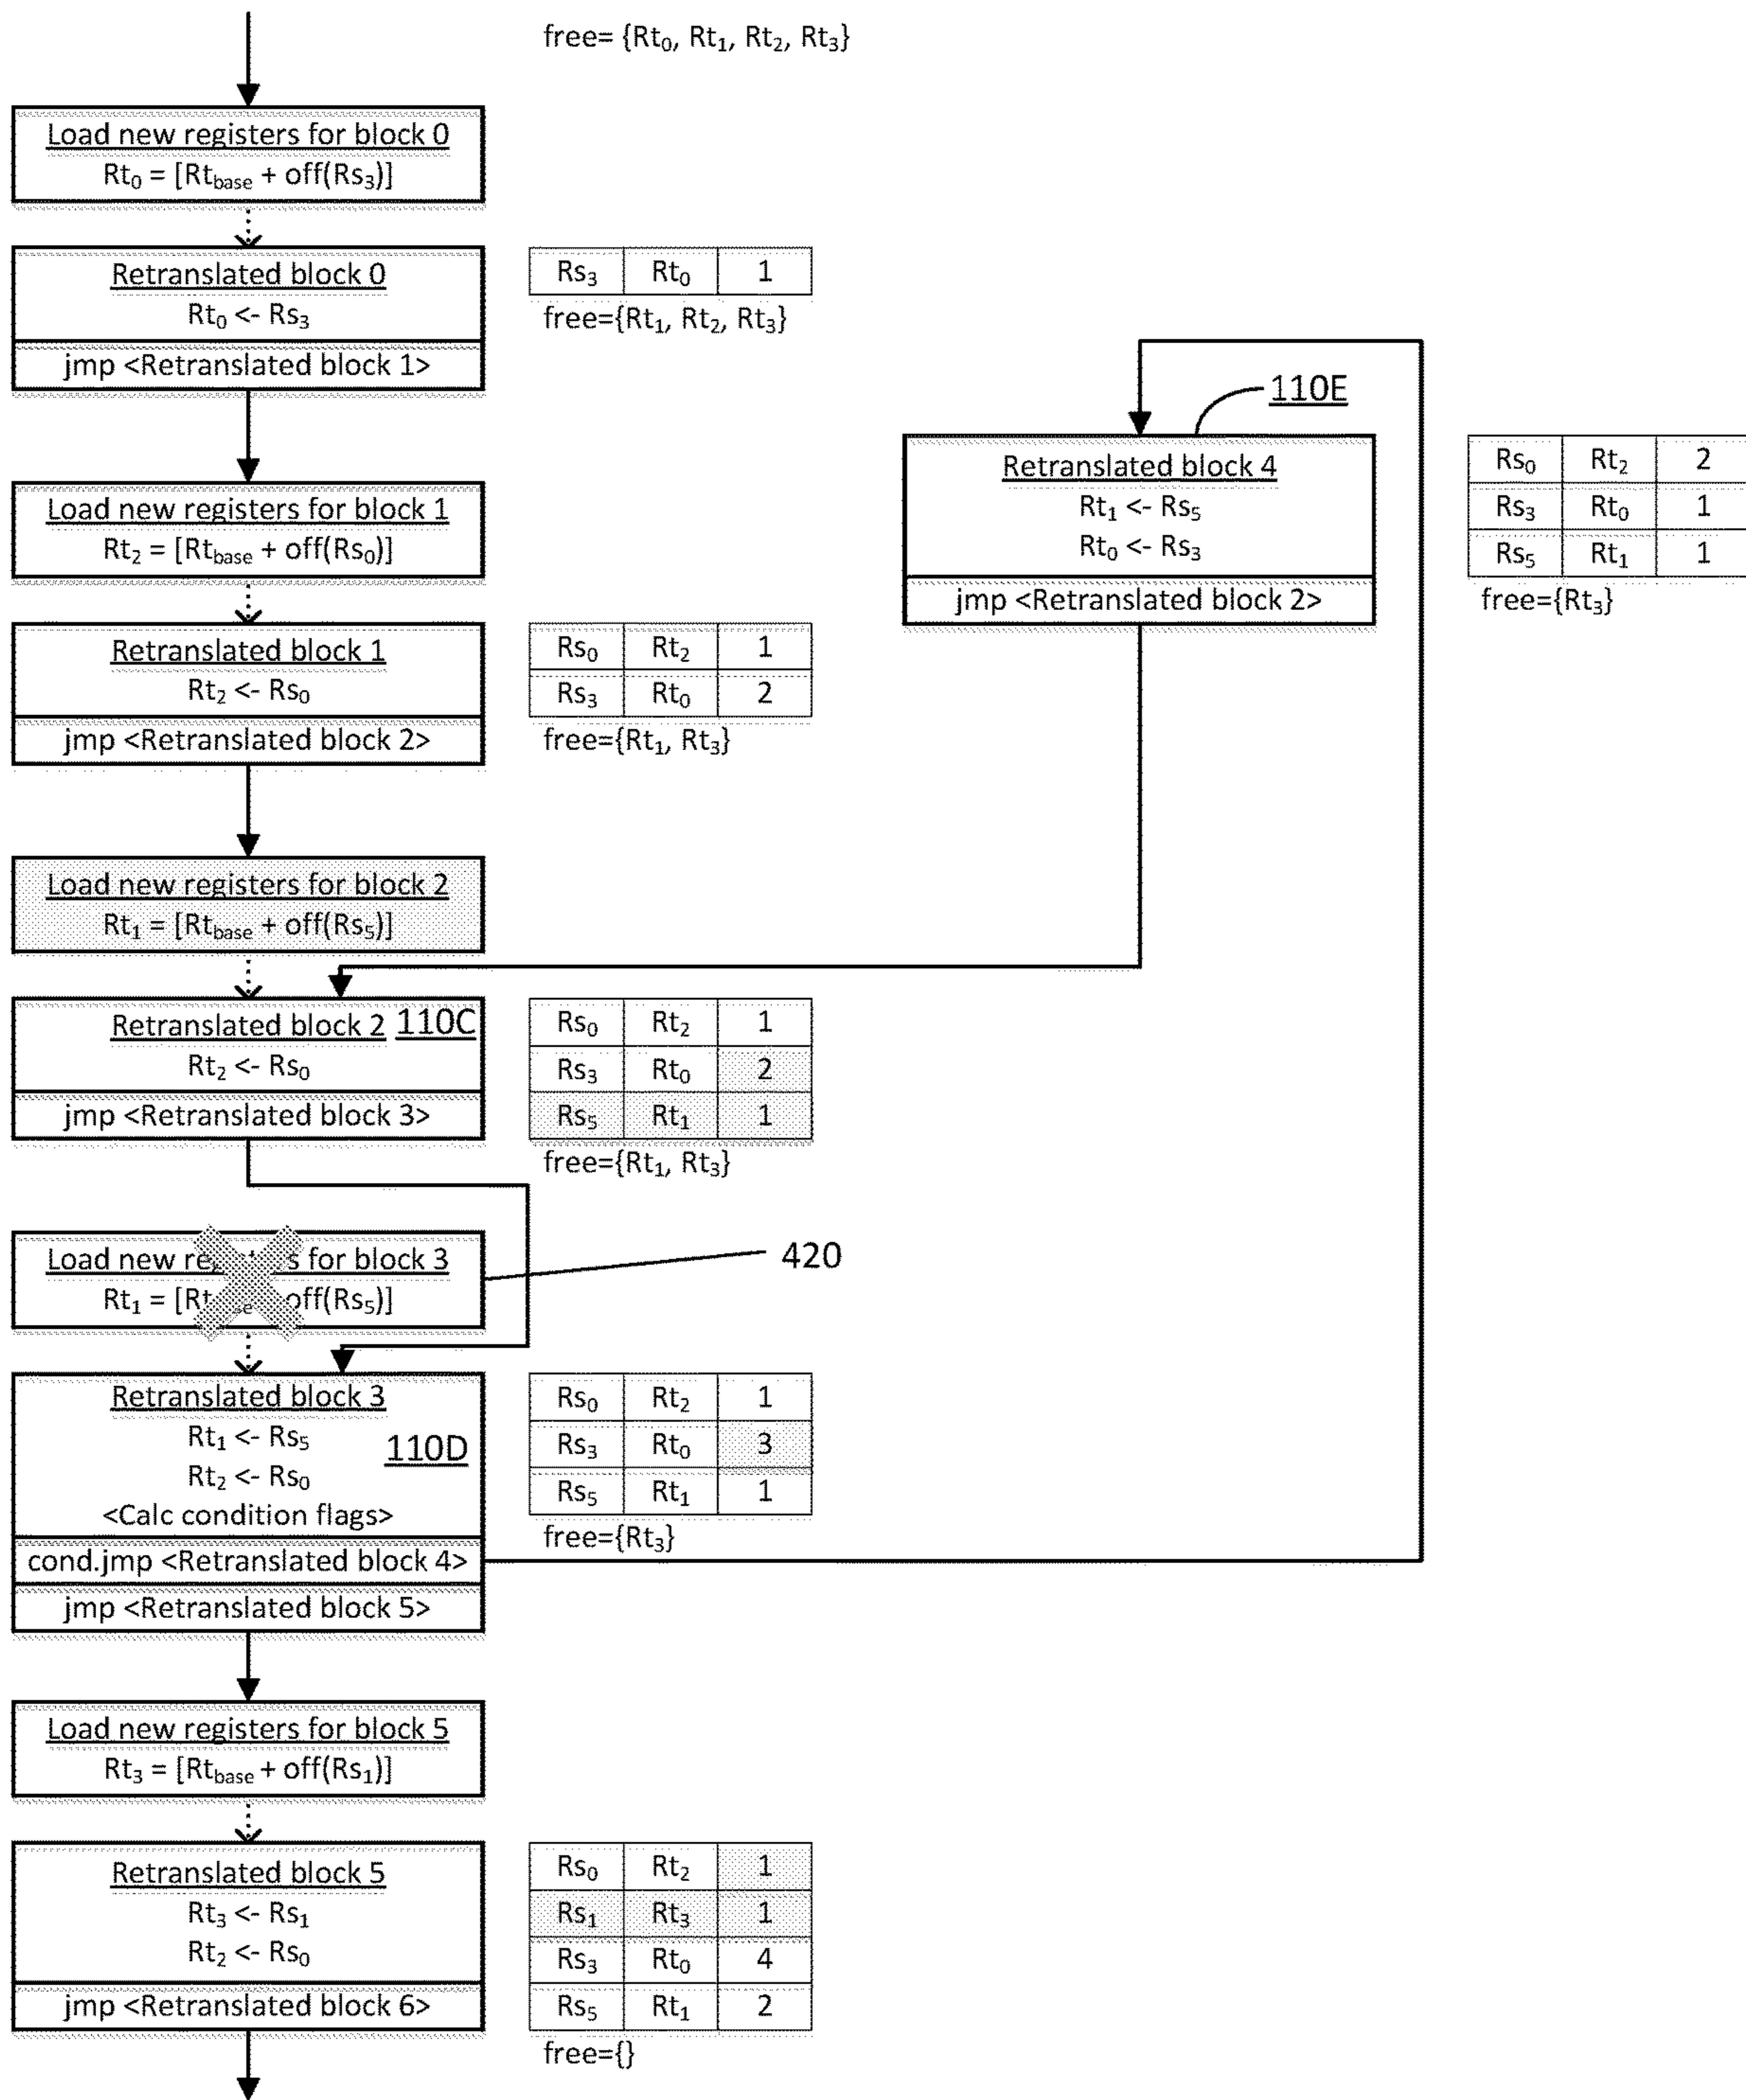 free= {Rt₀, Rt₁, Rt₂, Rt₃}
Load new registers for block 0
Rt₀ = [Rt_base + off(Rs₃)]
Retranslated block 0
Rt₀ <- Rs₃
jmp <Retranslated block 1>
Rs₃ Rt₀ 1
free={Rt₁, Rt₂, Rt₃}
110E
Retranslated block 4
Rt₁ <- Rs₅
Rt₀ <- Rs₃
jmp <Retranslated block 2>
Rs₀ Rt₂ 2
Rs₃ Rt₀ 1
Rs₅ Rt₁ 1
free={Rt₃}
Load new registers for block 1
Rt₂ = [Rt_base + off(Rs₀)]
Retranslated block 1
Rt₂ <- Rs₀
jmp <Retranslated block 2>
Rs₀ Rt₂ 1
Rs₃ Rt₀ 2
free={Rt₁, Rt₃}
Load new registers for block 2
Rt₁ = [Rt_base + off(Rs₅)]
Retranslated block 2 110C
Rt₂ <- Rs₀
jmp <Retranslated block 3>
Rs₀ Rt₂ 1
Rs₃ Rt₀ 2
Rs₅ Rt₁ 1
free={Rt₁, Rt₃}
Load new registers for block 3
Rt₁ = [Rt_base + off(Rs₅)]
420
Retranslated block 3
Rt₁ <- Rs₅
110D
Rt₂ <- Rs₀
<Calc condition flags>
cond.jmp <Retranslated block 4>
jmp <Retranslated block 5>
Rs₀ Rt₂ 1
Rs₃ Rt₀ 3
Rs₅ Rt₁ 1
free={Rt₃}
Load new registers for block 5
Rt₃ = [Rt_base + off(Rs₁)]
Retranslated block 5
Rt₃ <- Rs₁
Rt₂ <- Rs₀
jmp <Retranslated block 6>
Rs₀ Rt₂ 1
Rs₁ Rt₃ 1
Rs₃ Rt₀ 4
Rs₅ Rt₁ 2
free={}